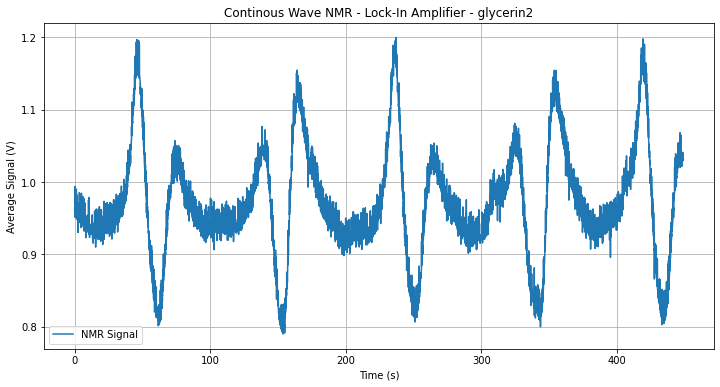 Continous Wave NMR - Lock-In Amplifier - glycerin2
Average Signal (V)
1.2
1.1
1.0
0.9
0.8
NMR Signal
0 100 200 300 400
Time (s)